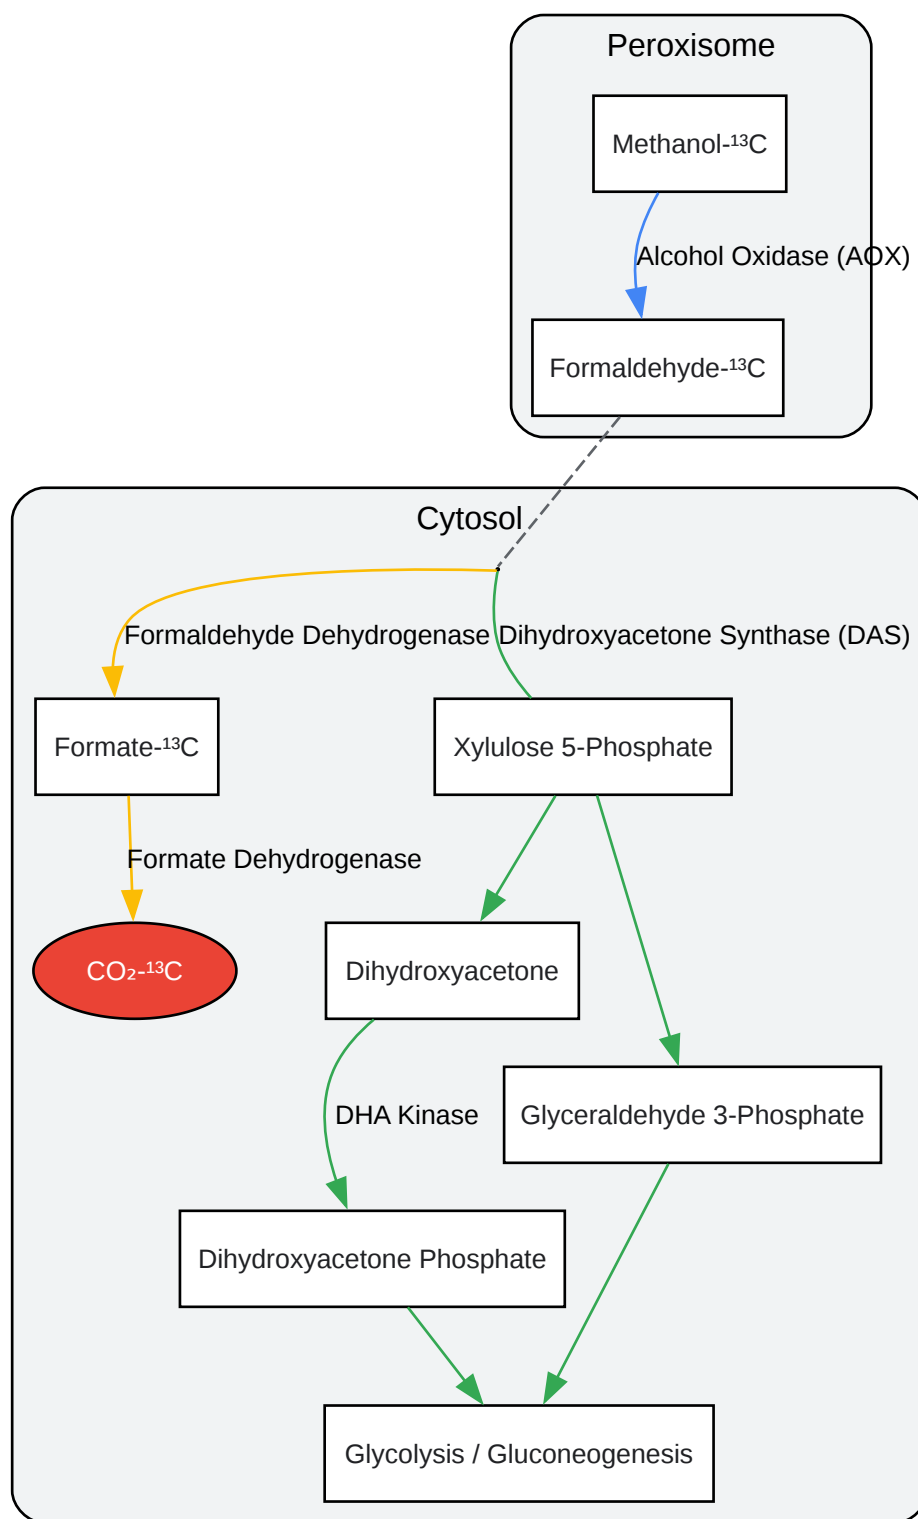 Peroxisome
Methanol-¹³C
Alcohol Oxidase (AOX)
Formaldehyde-¹³C
Cytosol
Formaldehyde Dehydrogenase
Dihydroxyacetone Synthase (DAS)
Formate-¹³C
Xylulose 5-Phosphate
Formate Dehydrogenase
CO₂-¹³C
Dihydroxyacetone
DHA Kinase
Glyceraldehyde 3-Phosphate
Dihydroxyacetone Phosphate
Glycolysis / Gluconeogenesis